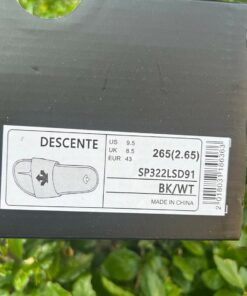 DESCENTE
US 9.5
UK 8.5
EUR 43
265(2.65)
SP322LSD91
BK/WT
MADE IN CHINA